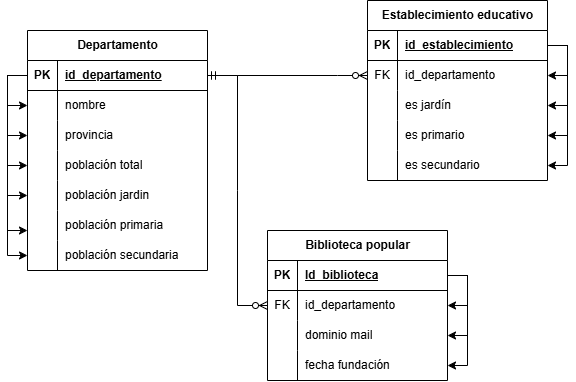 Departamento
PK id_departamento
nombre
provincia
población total
población jardin
población primaria
población secundaria
Establecimiento educativo
PK id_establecimiento
FK id_departamento
es jardín
es primario
es secundario
Biblioteca popular
PK Id_biblioteca
FK id_departamento
dominio mail
fecha fundación